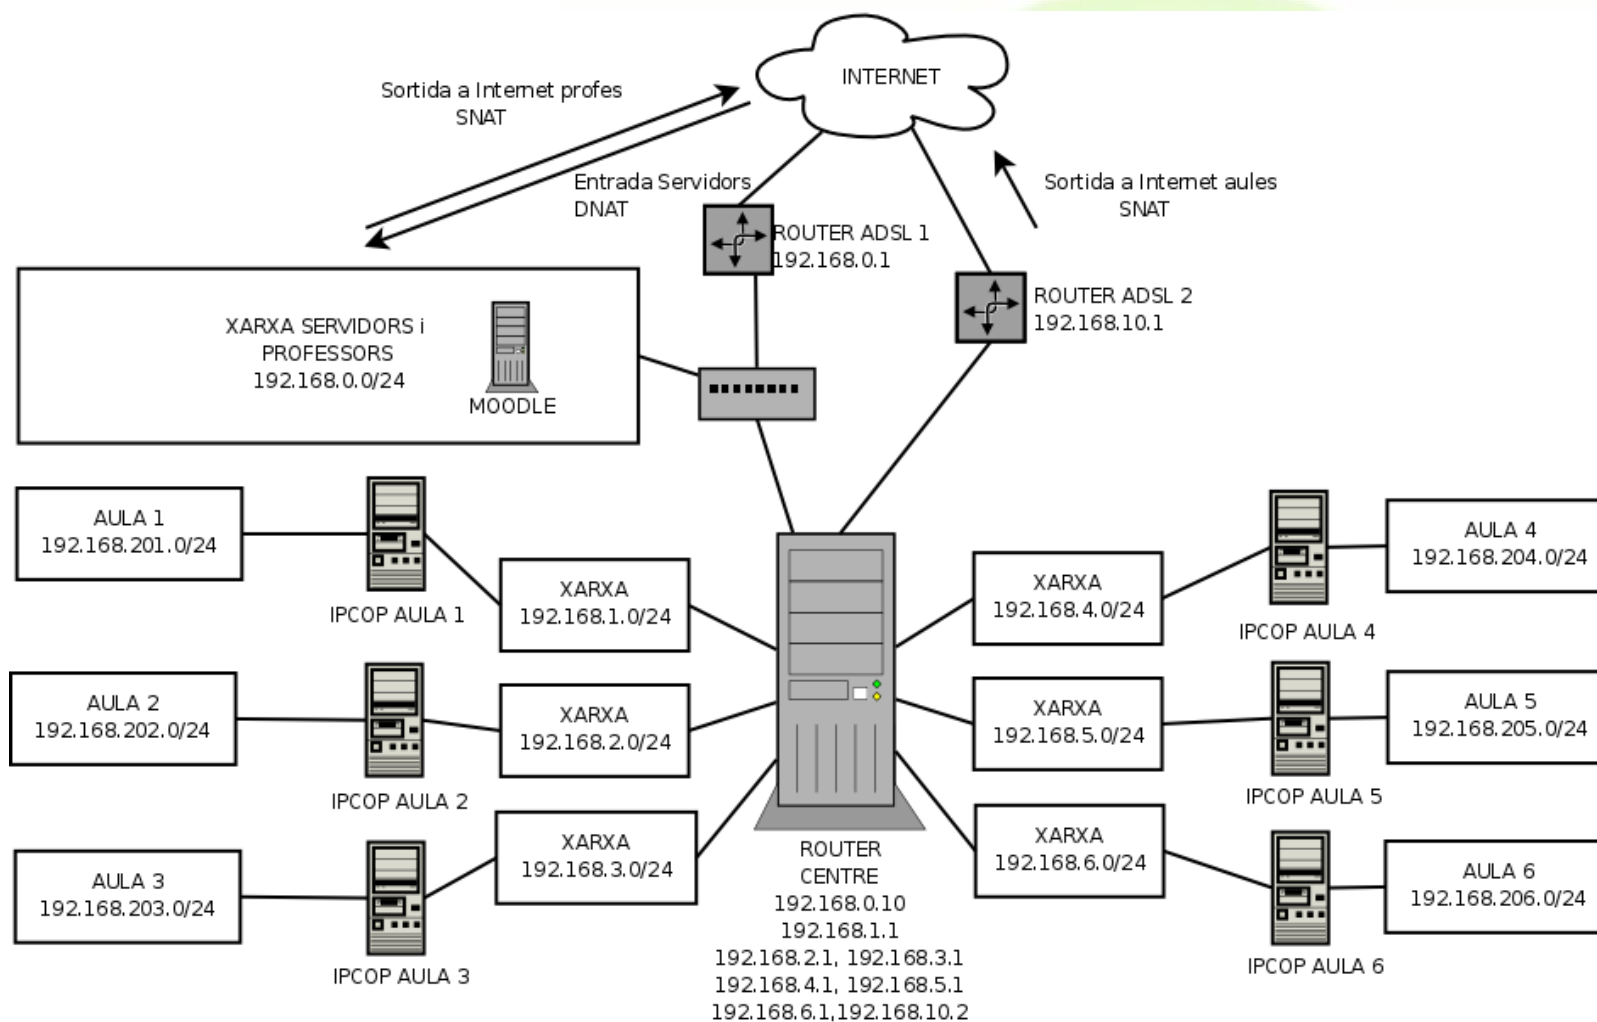 INTERNET
Sortida a Internet profes
SNAT
Entrada Servidors
DNAT
Sortida a Internet aules
SNAT
ROUTER ADSL 1
192.168.0.1
ROUTER ADSL 2
192.168.10.1
XARXA SERVIDORS i
PROFESSORS
192.168.0.0/24
MOODLE
AULA 1
192.168.201.0/24
IPCOP AULA 1
XARXA
192.168.1.0/24
AULA 2
192.168.202.0/24
IPCOP AULA 2
XARXA
192.168.2.0/24
AULA 3
192.168.203.0/24
IPCOP AULA 3
XARXA
192.168.3.0/24
ROUTER
CENTRE
192.168.0.10
192.168.1.1
192.168.2.1, 192.168.3.1
192.168.4.1, 192.168.5.1
192.168.6.1,192.168.10.2
XARXA
192.168.4.0/24
IPCOP AULA 4
AULA 4
192.168.204.0/24
XARXA
192.168.5.0/24
IPCOP AULA 5
AULA 5
192.168.205.0/24
XARXA
192.168.6.0/24
IPCOP AULA 6
AULA 6
192.168.206.0/24